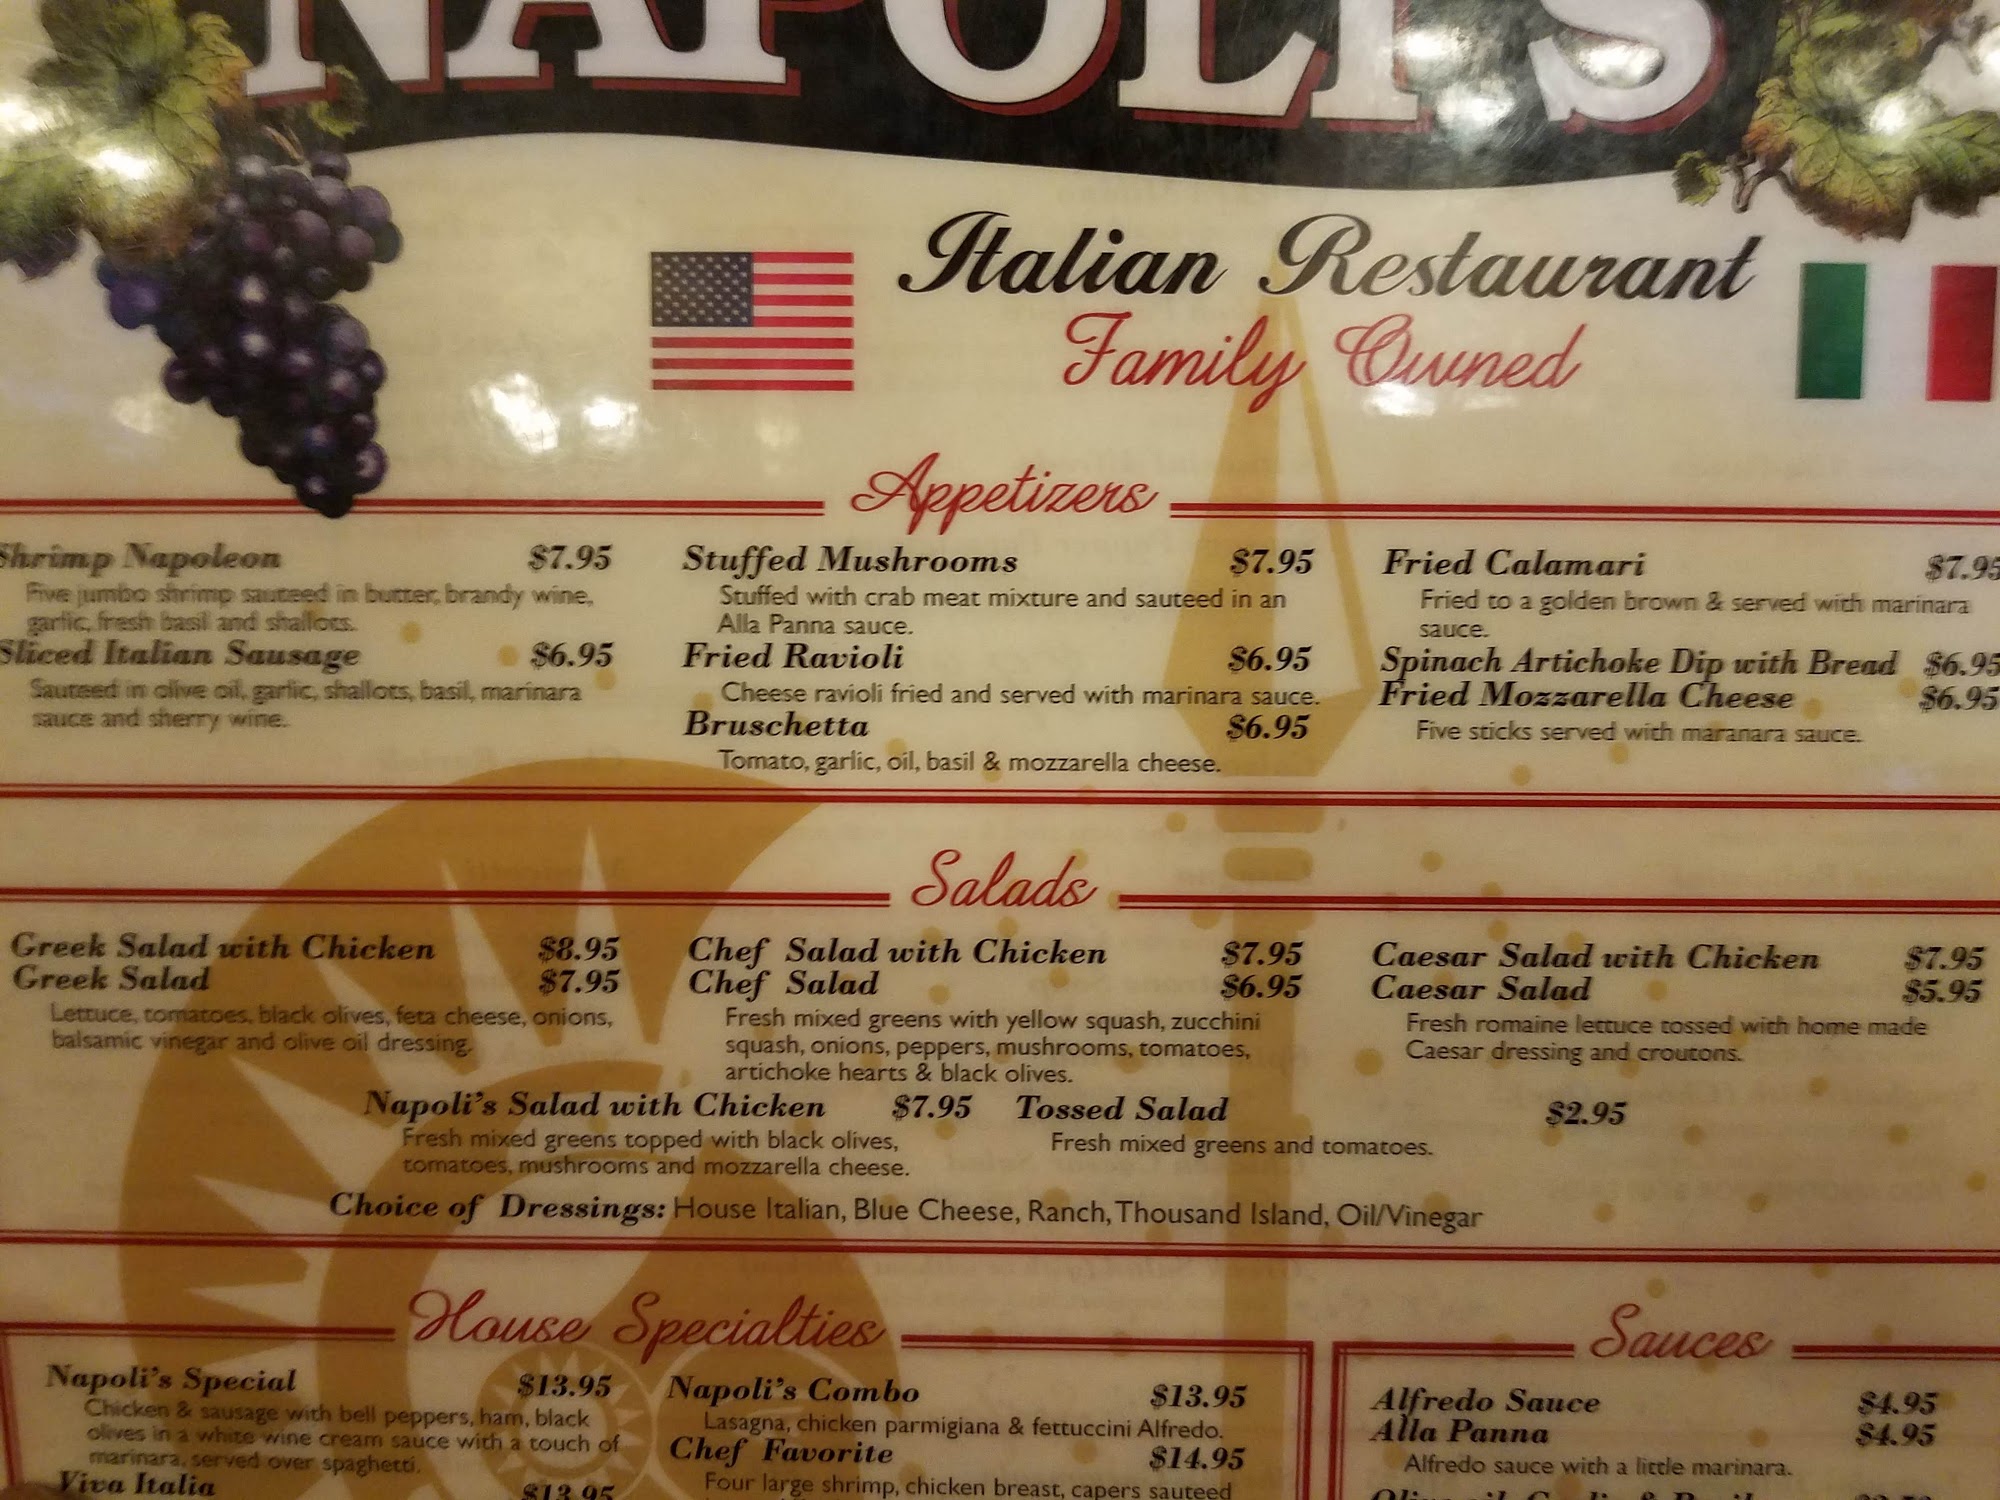 NAPOLI'S
Italian Restaurant
Family Owned
Appetizers
Shrimp Napoleon $7.95
Five jumbo shrimp sauteed in butter, brandy wine,
garlic, fresh basil and shallots.
Sliced Italian Sausage $6.95
Sauteed in olive oil, garlic, shallots, basil, marinara
sauce and sherry wine.
Stuffed Mushrooms $7.95
Stuffed with crab meat mixture and sauteed in an
Alla Panna sauce.
Fried Ravioli $6.95
Cheese ravioli fried and served with marinara sauce.
Bruschetta $6.95
Tomato, garlic, oil, basil & mozzarella cheese.
Fried Calamari $7.95
Fried to a golden brown & served with marinara
sauce.
Spinach Artichoke Dip with Bread $6.95
Fried Mozzarella Cheese $6.95
Five sticks served with maranara sauce.
Salads
Greek Salad with Chicken $8.95
Greek Salad $7.95
Lettuce, tomatoes, black olives, feta cheese, onions,
balsamic vinegar and olive oil dressing.
Chef Salad with Chicken $7.95
Chef Salad $6.95
Fresh mixed greens with yellow squash, zucchini
squash, onions, peppers, mushrooms, tomatoes,
artichoke hearts & black olives.
Caesar Salad with Chicken $7.95
Caesar Salad $5.95
Fresh romaine lettuce tossed with home made
Caesar dressing and croutons.
Napoli's Salad with Chicken $7.95
Fresh mixed greens topped with black olives,
tomatoes, mushrooms and mozzarella cheese.
Tossed Salad $2.95
Fresh mixed greens and tomatoes.
Choice of Dressings: House Italian, Blue Cheese, Ranch, Thousand Island, Oil/Vinegar
House Specialties
Napoli's Special $13.95
Chicken & sausage with bell peppers, ham, black
olives in a white wine cream sauce with a touch of
marinara, served over spaghetti.
Viva Italia $13.95
Napoli's Combo $13.95
Lasagna, chicken parmigiana & fettuccini Alfredo.
Chef Favorite $14.95
Four large shrimp, chicken breast, capers sauteed
Sauces
Alfredo Sauce $4.95
Alla Panna $4.95
Alfredo sauce with a little marinara.